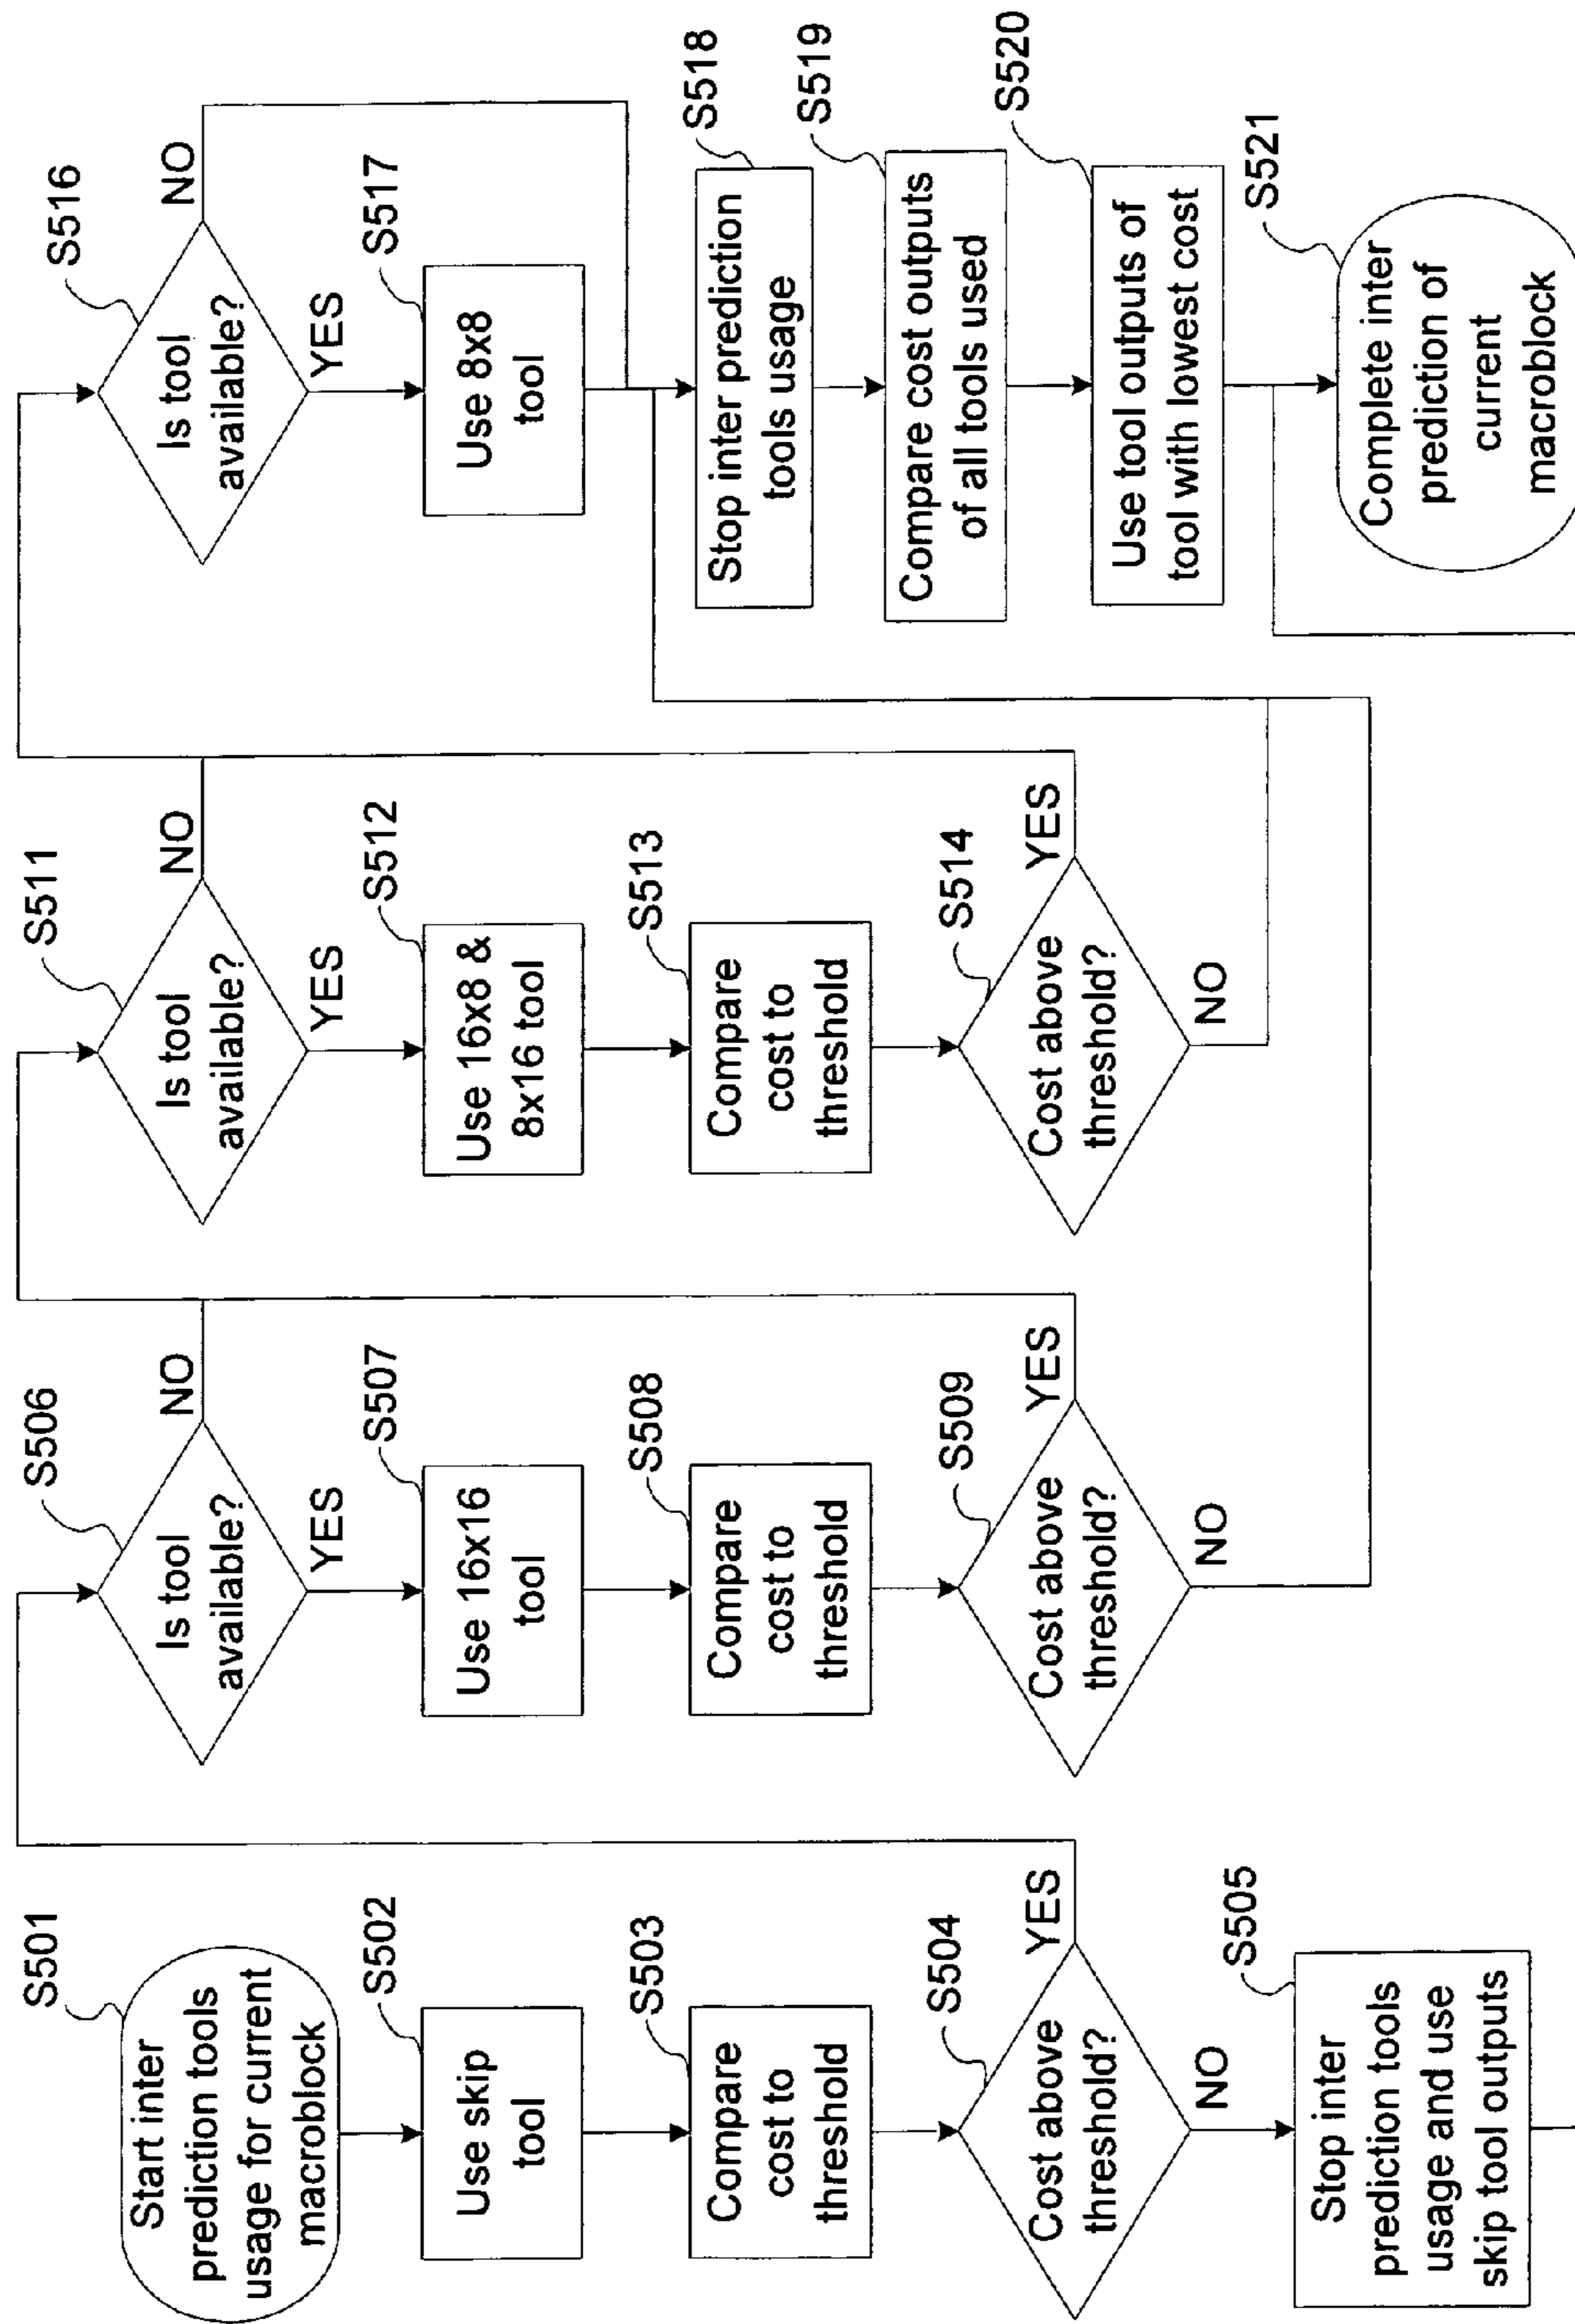 S501
Start inter
prediction tools
usage for current
macroblock
S502
Use skip
tool
S503
Compare
cost to
threshold
S504
Cost above
threshold?
YES
NO
S505
Stop inter
prediction tools
usage and use
skip tool outputs
S506
Is tool
available?
NO
YES
S507
Use 16x16
tool
S508
Compare
cost to
threshold
S509
Cost above
threshold?
YES
NO
S511
Is tool
available?
NO
YES
S512
Use 16x8 &
8x16 tool
S513
Compare
cost to
threshold
S514
Cost above
threshold?
YES
NO
S516
Is tool
available?
NO
YES
S517
Use 8x8
tool
S518
Stop inter prediction
tools usage
S519
Compare cost outputs
of all tools used
S520
Use tool outputs of
tool with lowest cost
S521
Complete inter
prediction of
current
macroblock